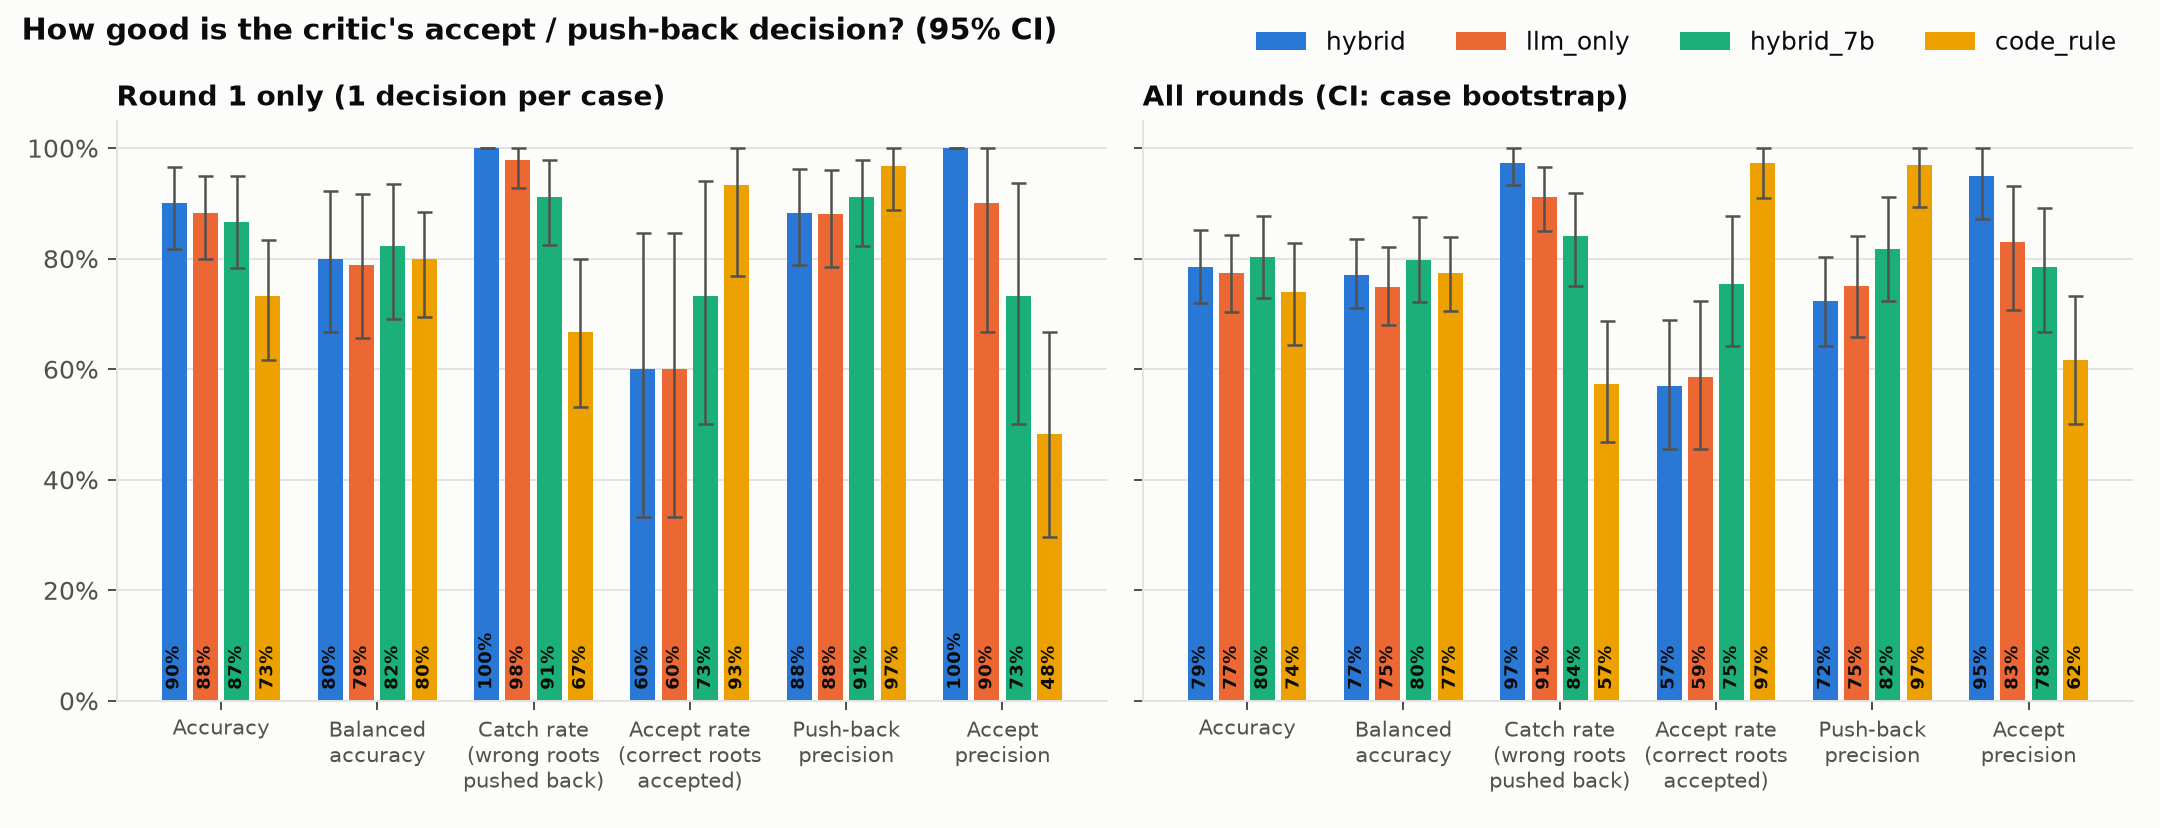 How good is the critic's accept / push-back decision? (95% CI)
hybrid
llm_only
hybrid_7b
code_rule
Round 1 only (1 decision per case)
100%
80%
60%
40%
20%
0%
90%
88%
87%
73%
80%
79%
82%
80%
100%
98%
91%
67%
60%
60%
73%
93%
88%
88%
91%
97%
100%
90%
73%
48%
Accuracy
Balanced
accuracy
Catch rate
(wrong roots
pushed back)
Accept rate
(correct roots
accepted)
Push-back
precision
Accept
precision
All rounds (CI: case bootstrap)
79%
77%
80%
74%
77%
75%
80%
77%
97%
91%
84%
57%
57%
59%
75%
97%
72%
75%
82%
97%
95%
83%
78%
62%
Accuracy
Balanced
accuracy
Catch rate
(wrong roots
pushed back)
Accept rate
(correct roots
accepted)
Push-back
precision
Accept
precision